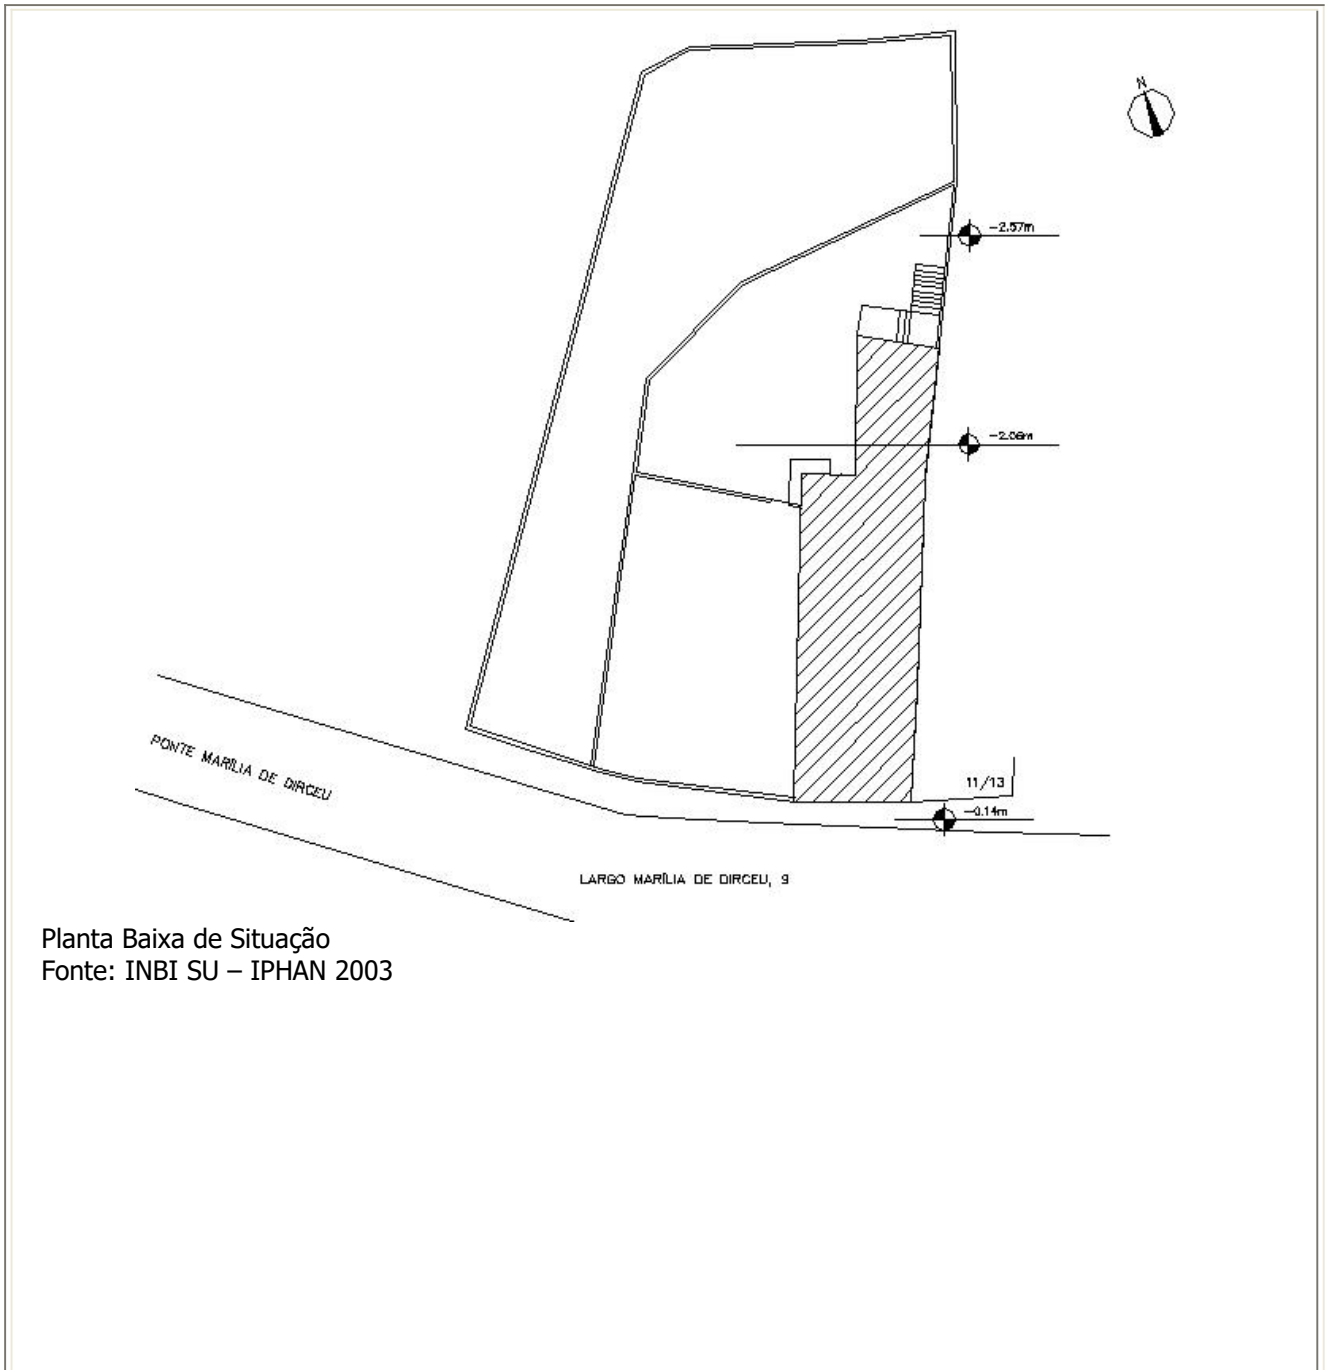 N
-2.57m
-2.06m
PONTE MARÍLIA DE DIRCEU
11/13
-0.14m
LARGO MARÍLIA DE DIRCEU, 9
Planta Baixa de Situação
Fonte: INBI SU – IPHAN 2003